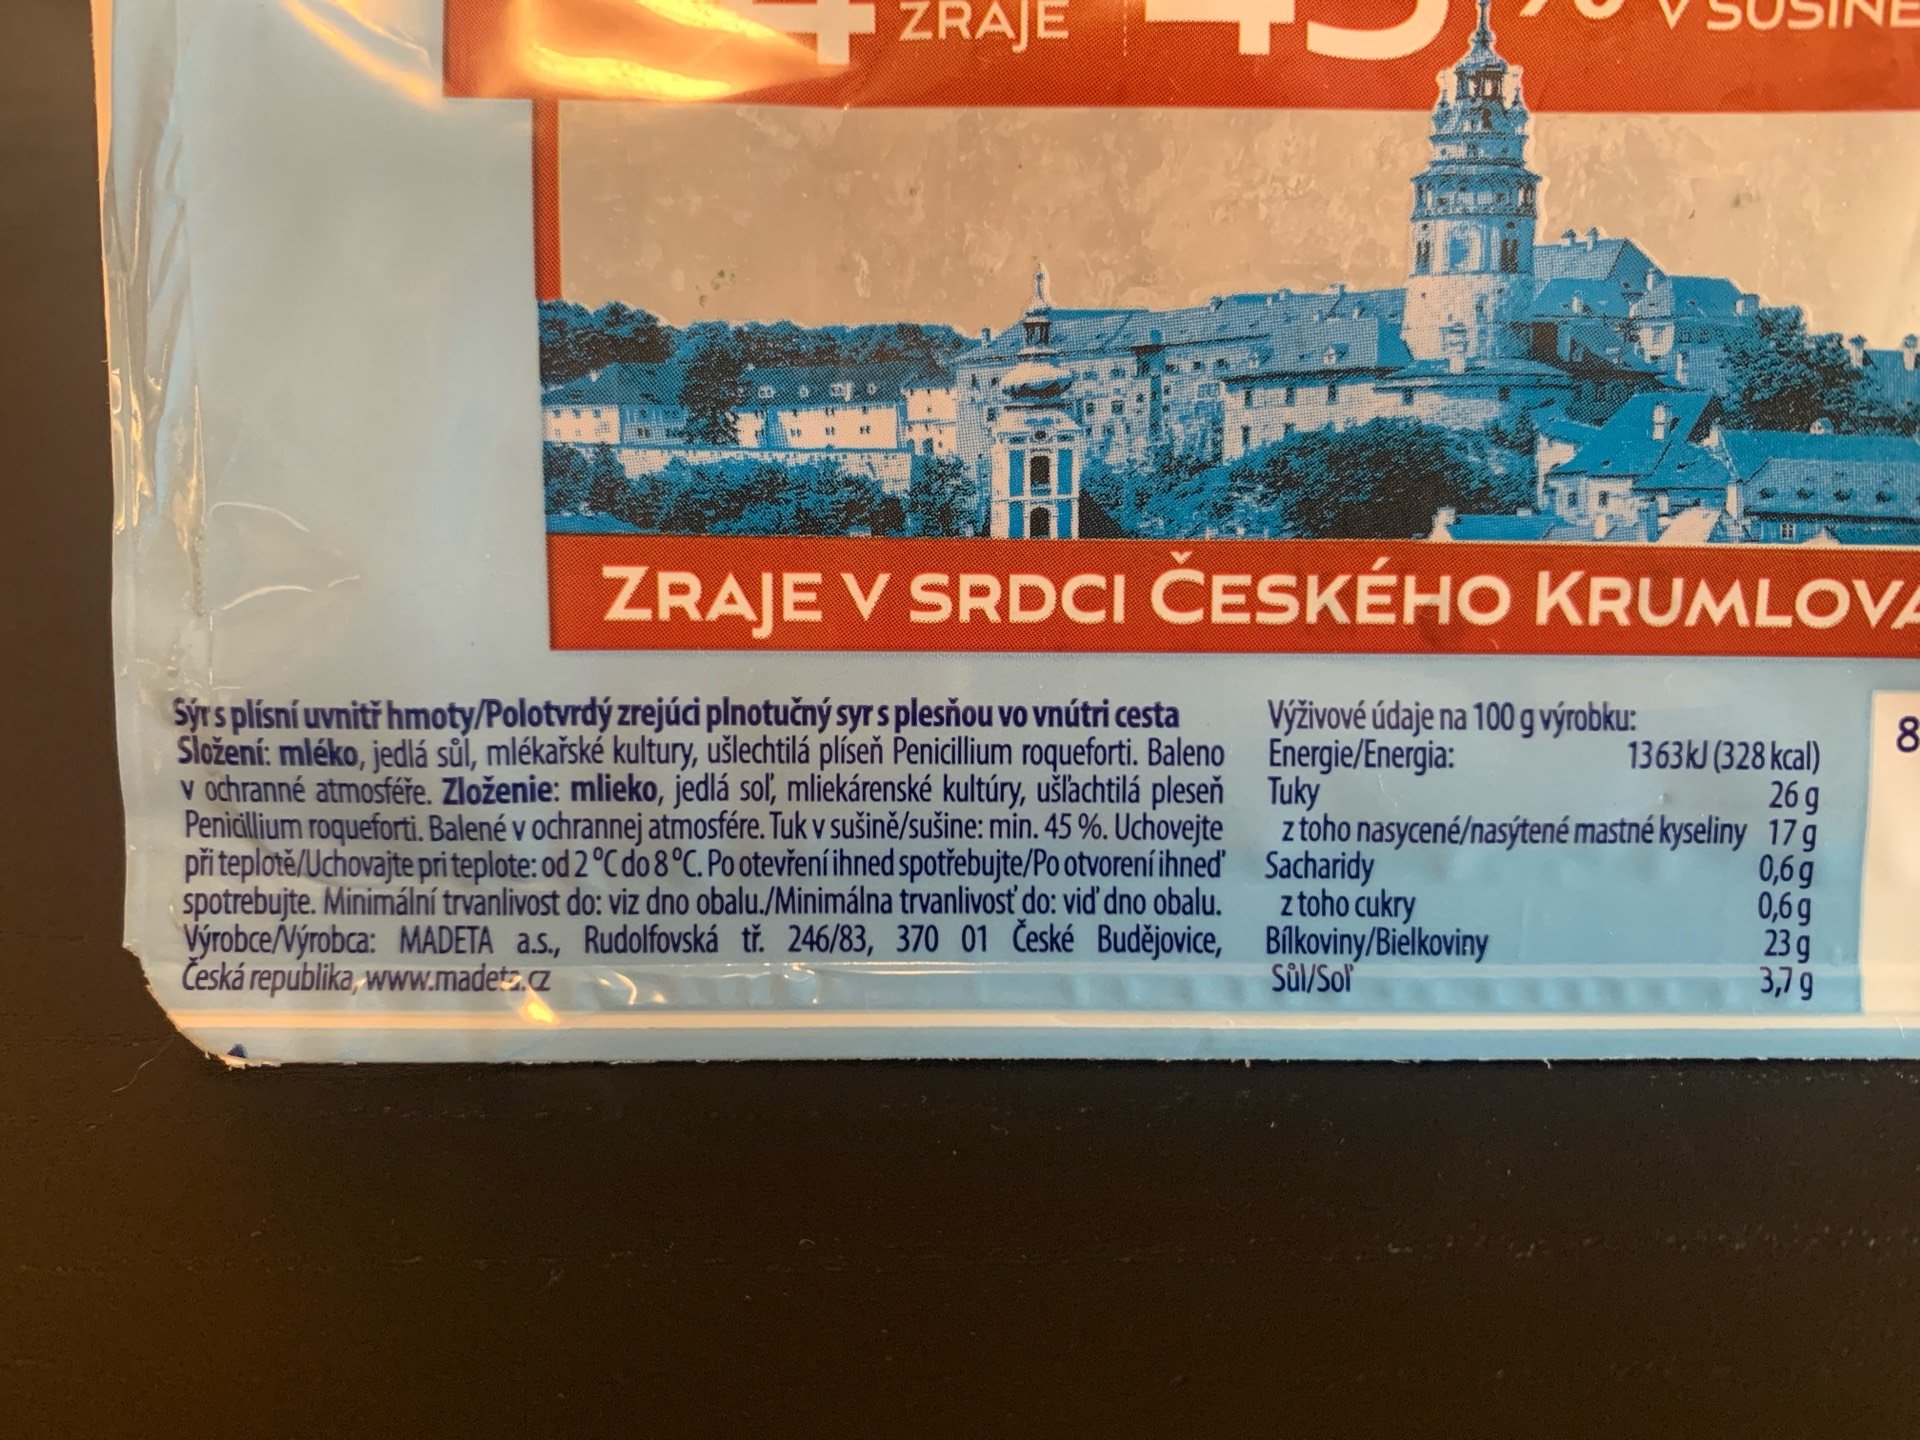 4 ZRAJE 45 % V SUŠINĚ
ZRAJE V SRDCI ČESKÉHO KRUMLOVA
Sýr s plísní uvnitř hmoty/Polotvrdý zrejúci plnotučný syr s plesňou vo vnútri cesta
Složení: mléko, jedlá sůl, mlékařské kultury, ušlechtilá plíseň Penicillium roqueforti. Baleno
v ochranné atmosféře. Zloženie: mlieko, jedlá soľ, mliekárenské kultúry, ušľachtilá pleseň
Penicillium roqueforti. Balené v ochrannej atmosfére. Tuk v sušině/sušine: min. 45 %. Uchovejte
při teplotě/Uchovajte pri teplote: od 2 °C do 8 °C. Po otevření ihned spotřebujte/Po otvorení ihneď
spotrebujte. Minimální trvanlivost do: viz dno obalu./Minimálna trvanlivosť do: viď dno obalu.
Výrobce/Výrobca: MADETA a.s., Rudolfovská tř. 246/83, 370 01 České Budějovice,
Česká republika, www.madeta.cz
Výživové údaje na 100 g výrobku:
Energie/Energia: 1363 kJ (328 kcal)
Tuky 26 g
z toho nasycené/nasýtené mastné kyseliny 17 g
Sacharidy 0,6 g
z toho cukry 0,6 g
Bílkoviny/Bielkoviny 23 g
Sůl/Soľ 3,7 g
8